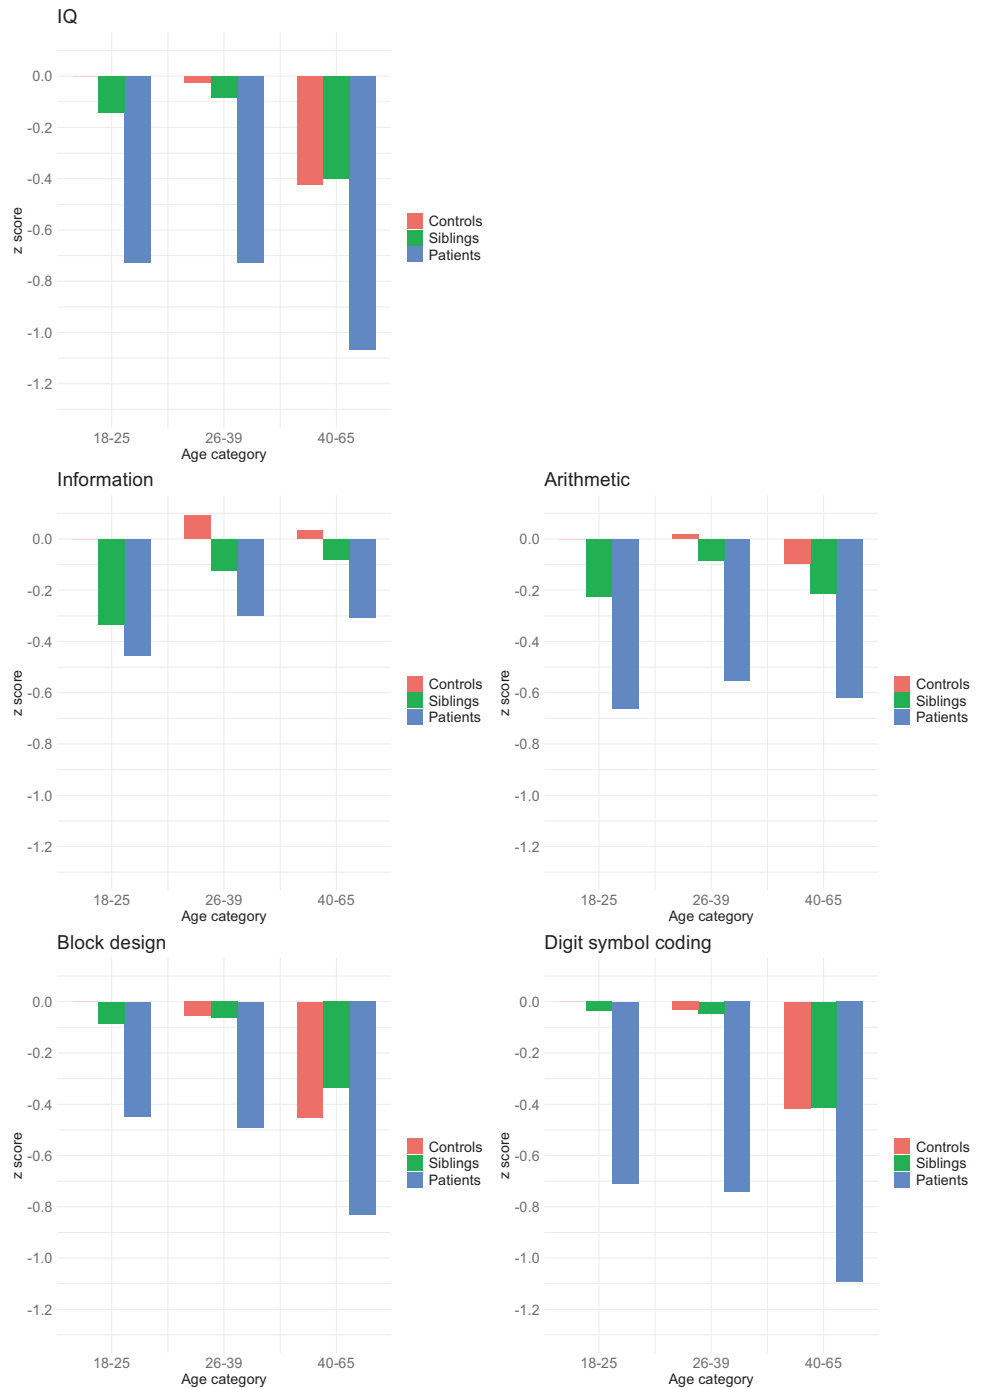 IQ
0.0
-0.2
-0.4
-0.6
-0.8
-1.0
-1.2
z score
18-25 26-39 40-65
Age category
Controls
Siblings
Patients
Information
0.0
-0.2
-0.4
-0.6
-0.8
-1.0
-1.2
z score
18-25 26-39 40-65
Age category
Controls
Siblings
Patients
Arithmetic
0.0
-0.2
-0.4
-0.6
-0.8
-1.0
-1.2
z score
18-25 26-39 40-65
Age category
Controls
Siblings
Patients
Block design
0.0
-0.2
-0.4
-0.6
-0.8
-1.0
-1.2
z score
18-25 26-39 40-65
Age category
Controls
Siblings
Patients
Digit symbol coding
0.0
-0.2
-0.4
-0.6
-0.8
-1.0
-1.2
z score
18-25 26-39 40-65
Age category
Controls
Siblings
Patients